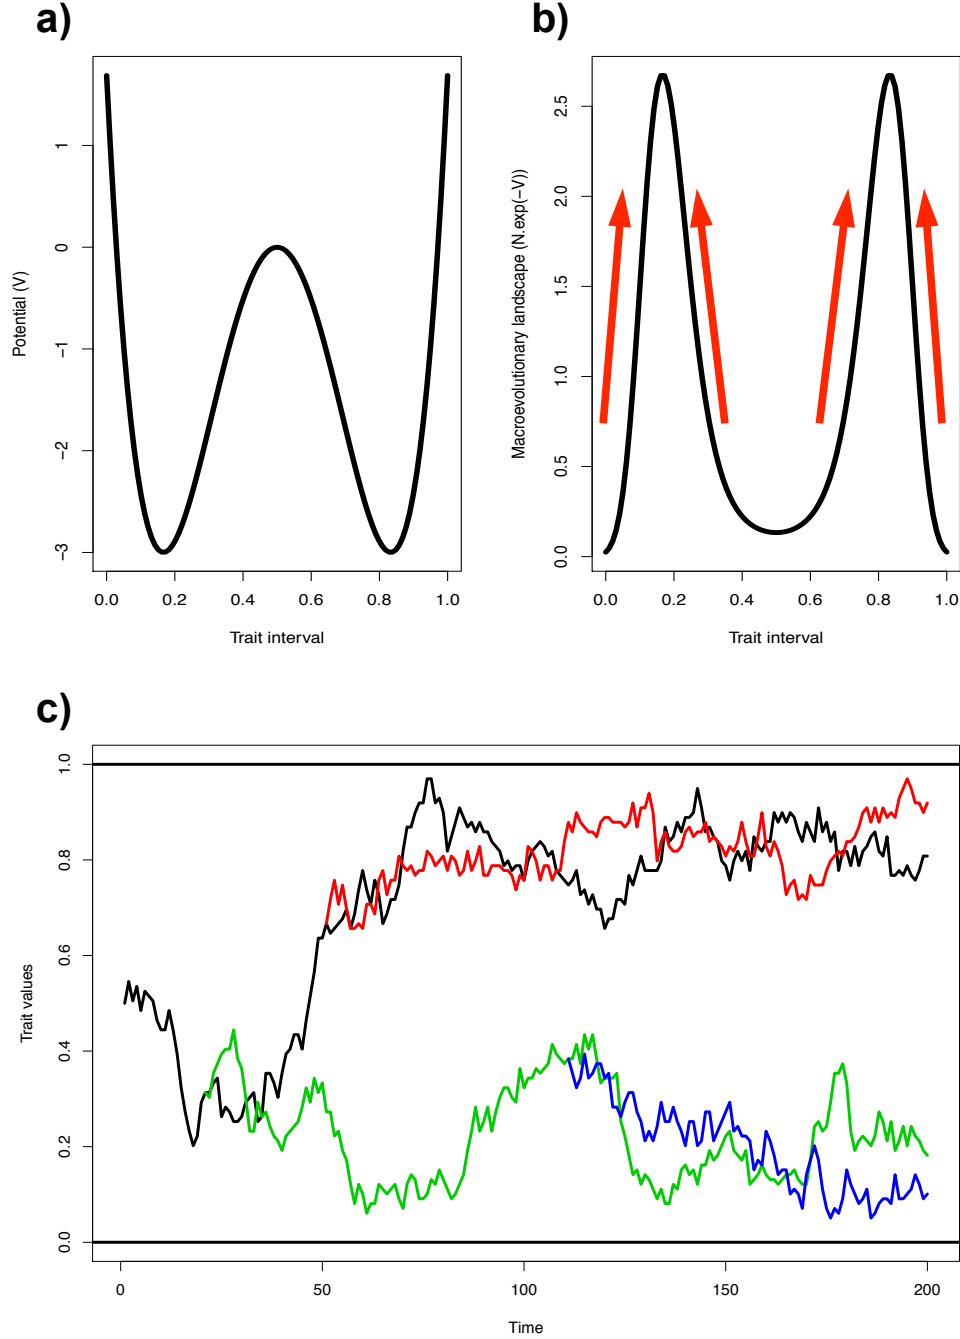 a)
b)
Potential (V)
1
0
-1
-2
-3
0.0 0.2 0.4 0.6 0.8 1.0
Trait interval
Macroevolutionary landscape (N.exp(−V))
2.5
2.0
1.5
1.0
0.5
0.0
0.0 0.2 0.4 0.6 0.8 1.0
Trait interval
c)
Trait values
1.0
0.8
0.6
0.4
0.2
0.0
0 50 100 150 200
Time